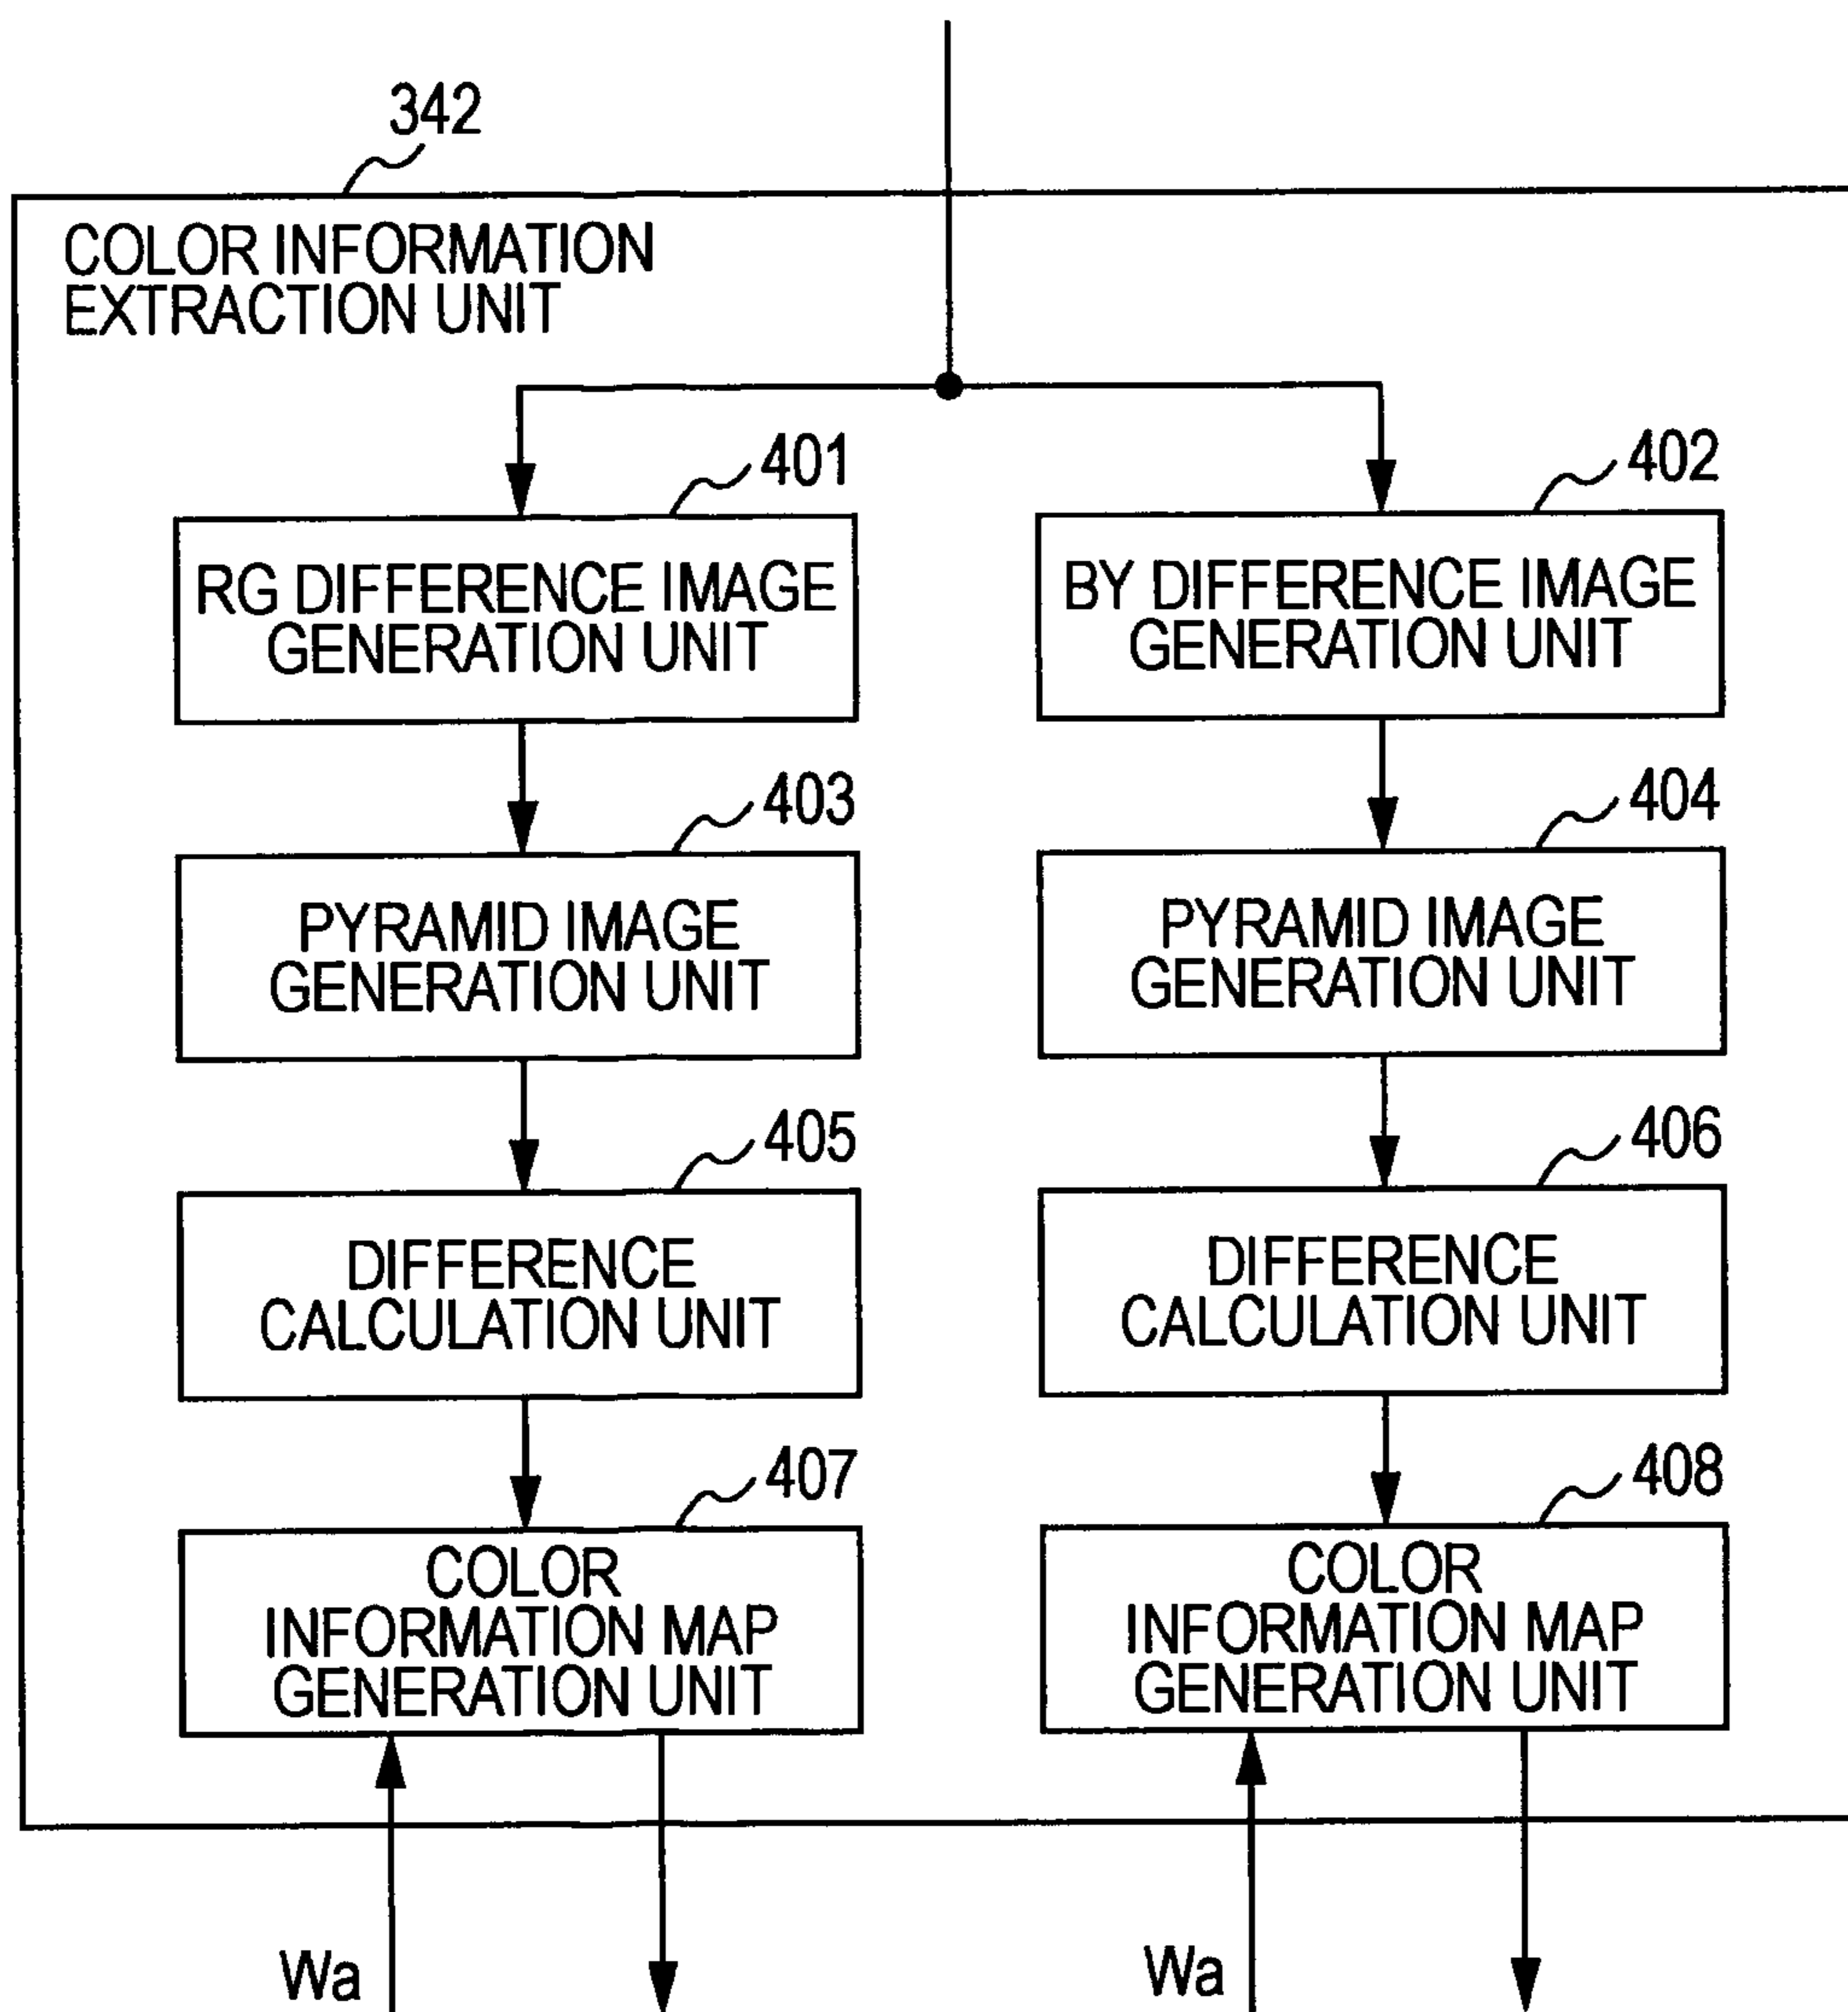 342
COLOR INFORMATION
EXTRACTION UNIT
401
402
RG DIFFERENCE IMAGE
GENERATION UNIT
BY DIFFERENCE IMAGE
GENERATION UNIT
403
404
PYRAMID IMAGE
GENERATION UNIT
PYRAMID IMAGE
GENERATION UNIT
405
406
DIFFERENCE
CALCULATION UNIT
DIFFERENCE
CALCULATION UNIT
407
408
COLOR
INFORMATION MAP
GENERATION UNIT
COLOR
INFORMATION MAP
GENERATION UNIT
Wa
Wa